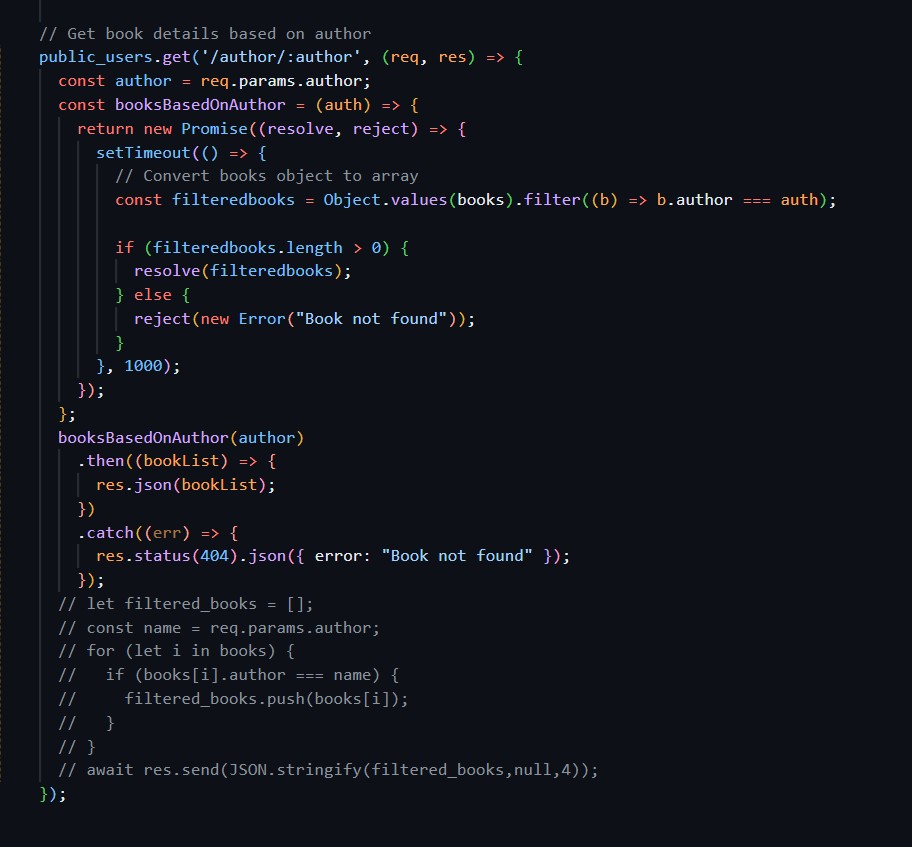 // Get book details based on author
public_users.get('/author/:author', (req, res) => {
  const author = req.params.author;
  const booksBasedOnAuthor = (auth) => {
    return new Promise((resolve, reject) => {
      setTimeout(() => {
        // Convert books object to array
        const filteredbooks = Object.values(books).filter((b) => b.author === auth);

        if (filteredbooks.length > 0) {
          resolve(filteredbooks);
        } else {
          reject(new Error("Book not found"));
        }
      }, 1000);
    });
  };
  booksBasedOnAuthor(author)
    .then((bookList) => {
      res.json(bookList);
    })
    .catch((err) => {
      res.status(404).json({ error: "Book not found" });
    });
  // let filtered_books = [];
  // const name = req.params.author;
  // for (let i in books) {
  //   if (books[i].author === name) {
  //     filtered_books.push(books[i]);
  //   }
  // }
  // await res.send(JSON.stringify(filtered_books,null,4));
});